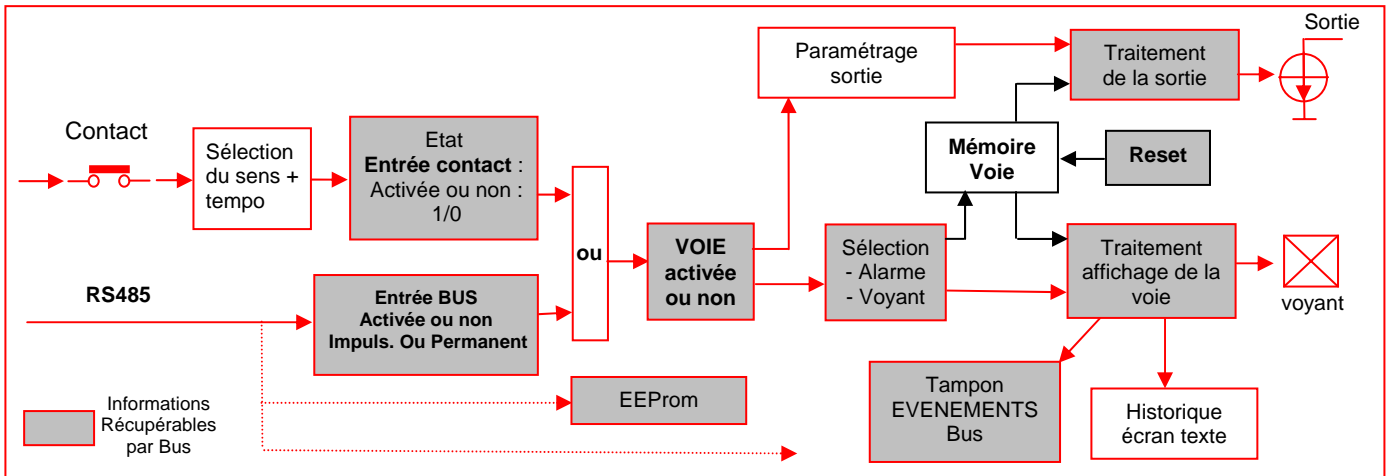 Contact
Sélection
du sens +
tempo
Etat
Entrée contact :
Activée ou non :
1/0
RS485
Entrée BUS
Activée ou non
Impuls. Ou Permanent
ou
VOIE
activée
ou non
Paramétrage
sortie
Traitement
de la sortie
Sortie
Mémoire
Voie
Reset
Sélection
- Alarme
- Voyant
Traitement
affichage de la
voie
voyant
EEProm
Tampon
EVENEMENTS
Bus
Historique
écran texte
Informations
Récupérables
par Bus